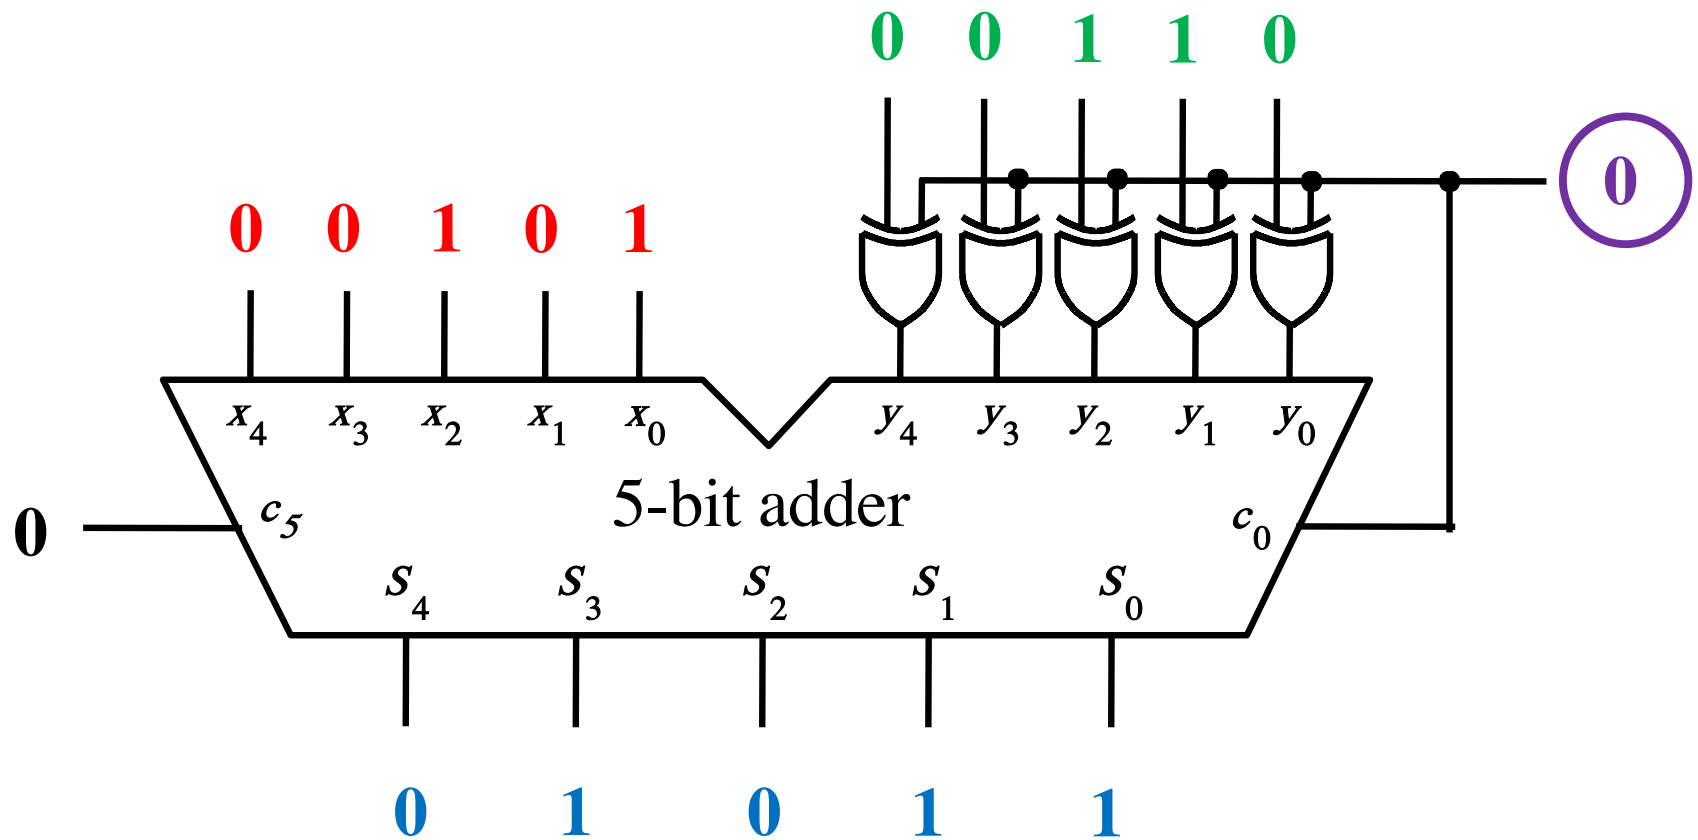 0 0 1 1 0
0
0 0 1 0 1
x4 x3 x2 x1 x0 y4 y3 y2 y1 y0
5-bit adder
c5 c0
0
s4 s3 s2 s1 s0
0 1 0 1 1